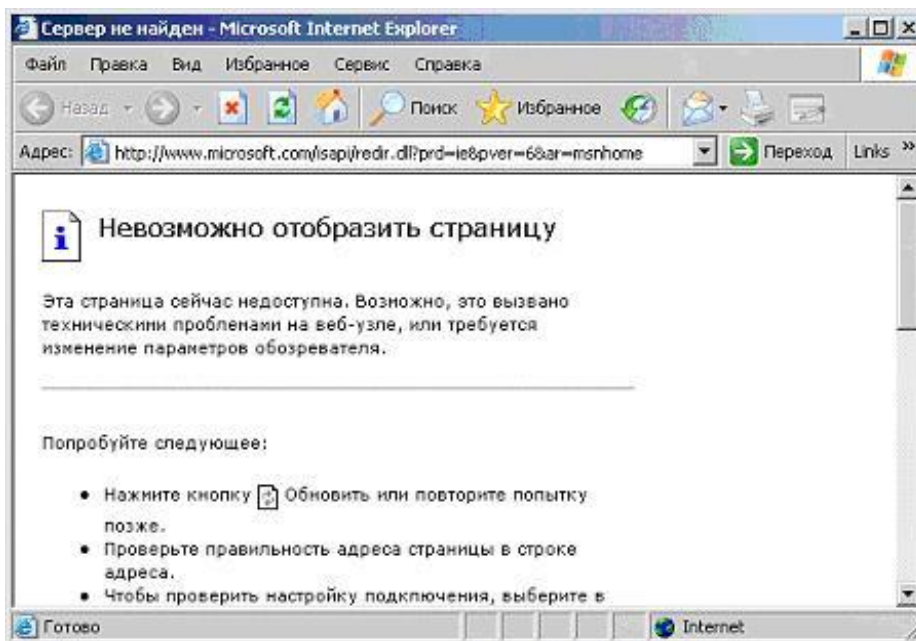 Сервер не найден - Microsoft Internet Explorer
Файл Правка Вид Избранное Сервис Справка
Назад Поиск Избранное
Адрес: http://www.microsoft.com/isapi/redir.dll?prd=ie&pver=6&ar=msnhome Переход Links »
Невозможно отобразить страницу
Эта страница сейчас недоступна. Возможно, это вызвано
техническими проблемами на веб-узле, или требуется
изменение параметров обозревателя.
Попробуйте следующее:
• Нажмите кнопку Обновить или повторите попытку
позже.
• Проверьте правильность адреса страницы в строке
адреса.
• Чтобы проверить настройку подключения, выберите в
Готово Internet